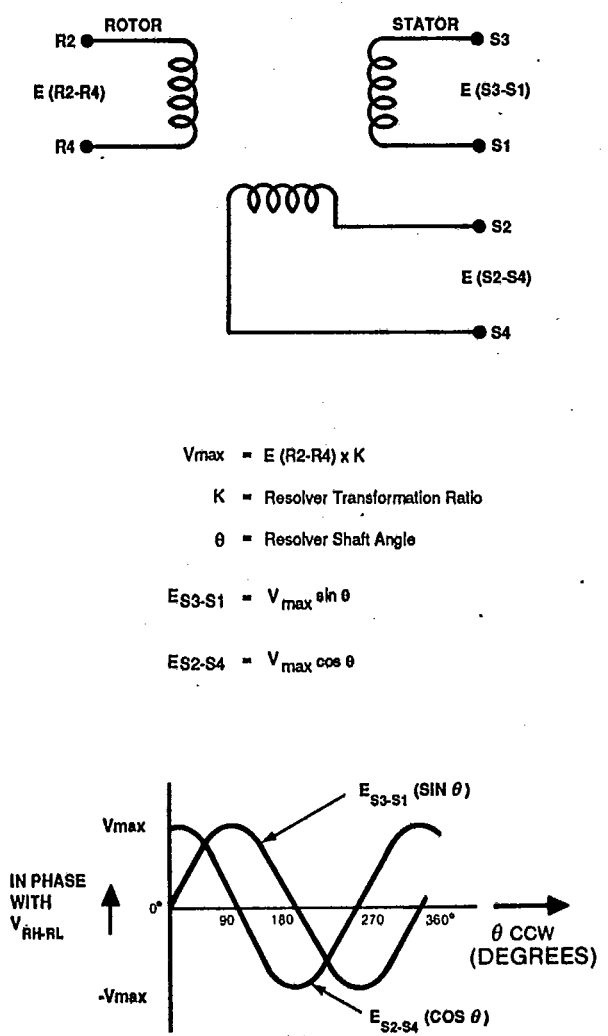 ROTOR
STATOR
R2
S3
E (R2-R4)
E (S3-S1)
R4
S1
S2
E (S2-S4)
S4
Vmax = E (R2-R4) x K
K = Resolver Transformation Ratio
θ = Resolver Shaft Angle
ES3-S1 = Vmax sin θ
ES2-S4 = Vmax cos θ
ES3-S1 (SIN θ)
Vmax
IN PHASE
WITH
VRH-RL
0°
90
180
270
360°
θ CCW
(DEGREES)
-Vmax
ES2-S4 (COS θ)